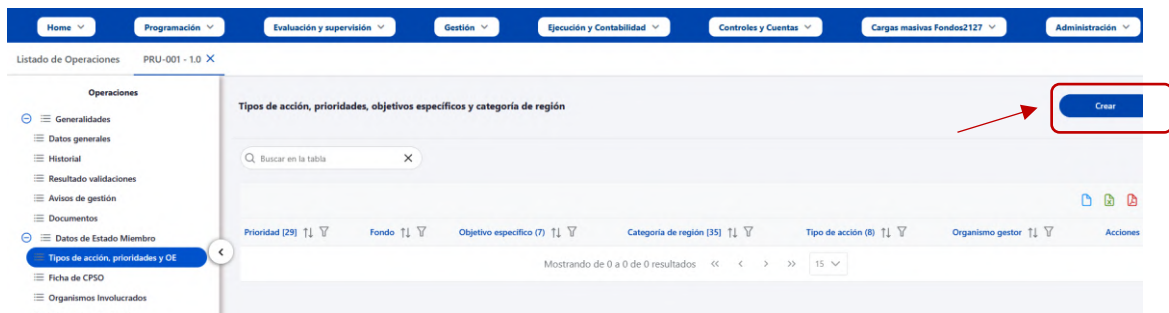 Home Programación Evaluación y supervisión Gestión Ejecución y Contabilidad Controles y Cuentas Cargas masivas Fondos2127 Administración
Listado de Operaciones PRU-001 - 1.0
Operaciones
Generalidades
Datos generales
Historial
Resultado validaciones
Avisos de gestión
Documentos
Datos de Estado Miembro
Tipos de acción, prioridades y OE
Ficha de CPSO
Organismos Involucrados
Tipos de acción, prioridades, objetivos específicos y categoría de región
Crear
Buscar en la tabla
Prioridad [29] Fondo Objetivo específico (7) Categoría de región [35] Tipo de acción (8) Organismo gestor Acciones
Mostrando de 0 a 0 de 0 resultados << < > >> 15